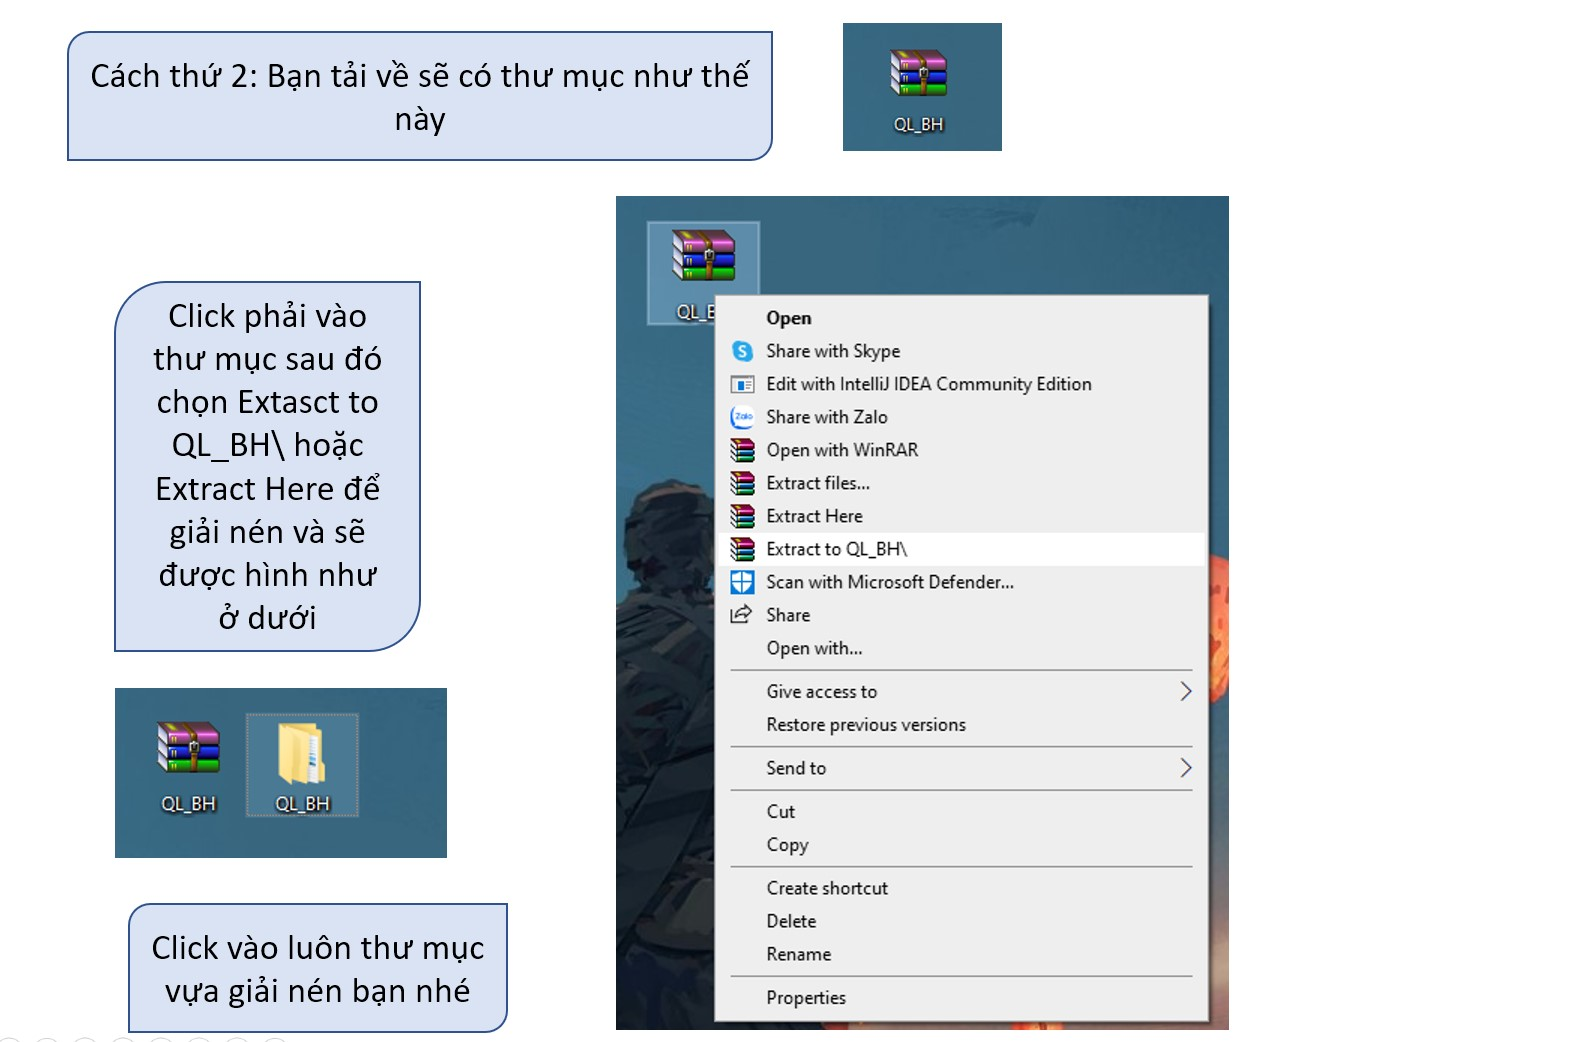 Cách thứ 2: Bạn tải về sẽ có thư mục như thế
này
QL_BH
Click phải vào
thư mục sau đó
chọn Extasct to
QL_BH\ hoặc
Extract Here để
giải nén và sẽ
được hình như
ở dưới
Open
Share with Skype
Edit with IntelliJ IDEA Community Edition
Zalo
Share with Zalo
Open with WinRAR
Extract files...
Extract Here
Extract to QL_BH\
Scan with Microsoft Defender...
Share
Open with...
Give access to
Restore previous versions
Send to
Cut
Copy
Create shortcut
Delete
Rename
Properties
QL_BH
QL_BH
Click vào luôn thư mục
vựa giải nén bạn nhé